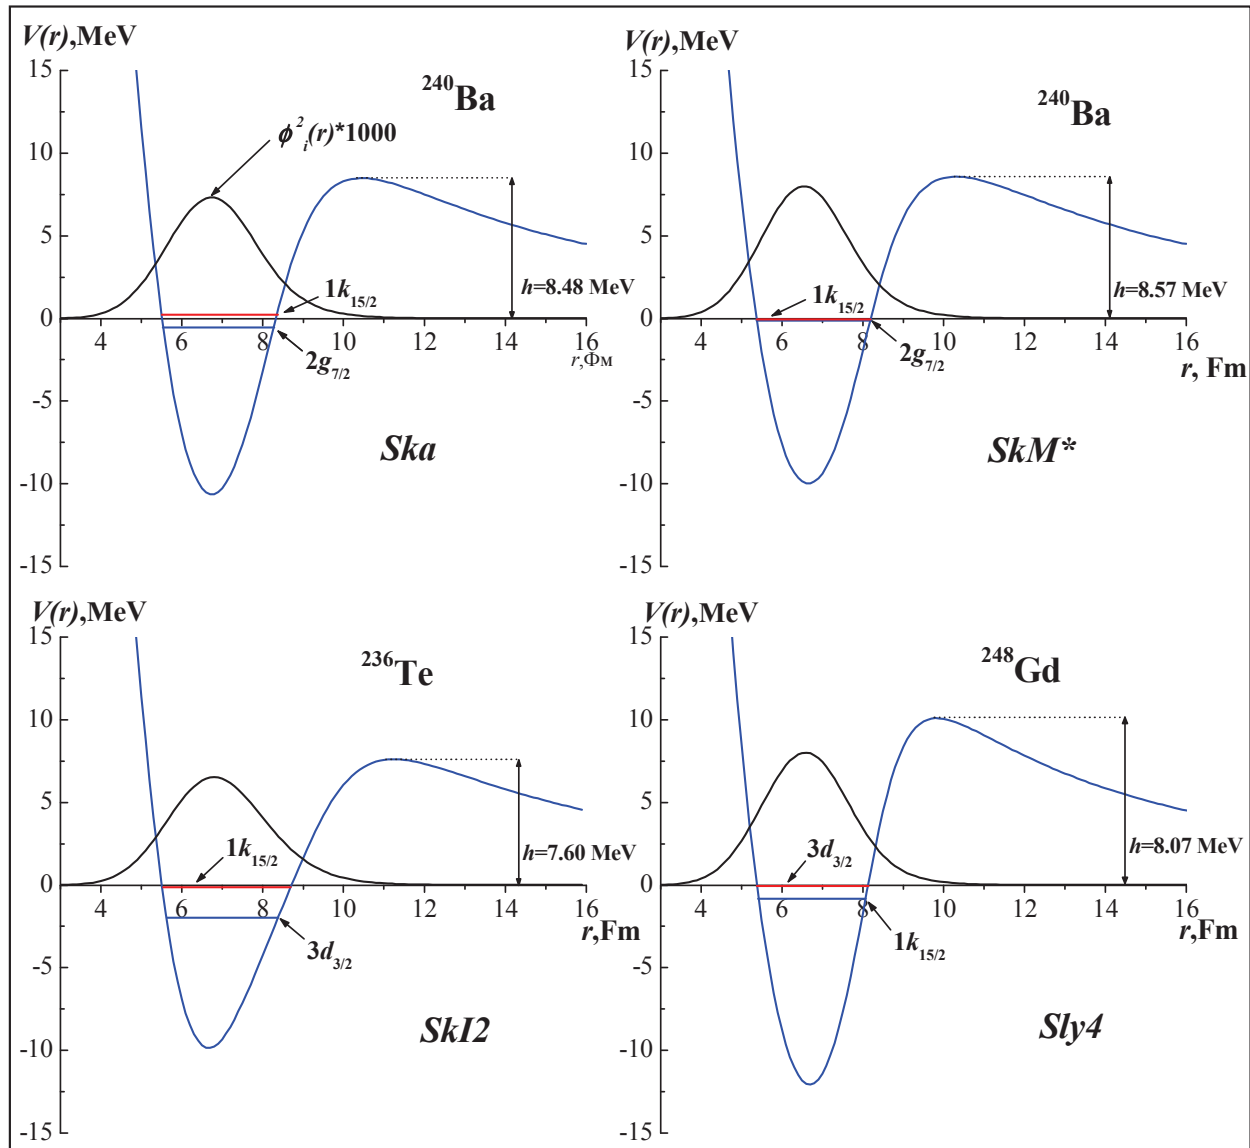 V(r),MeV
15
10
5
0
-5
-10
-15
4 6 8 10 12 14 16
r,Фм
²⁴⁰Ba
ϕ²ᵢ(r)*1000
1k₁₅/₂
2g₇/₂
h=8.48 MeV
Ska
V(r),MeV
15
10
5
0
-5
-10
-15
4 6 8 10 12 14 16
r, Fm
²⁴⁰Ba
1k₁₅/₂
2g₇/₂
h=8.57 MeV
SkM*
V(r),MeV
15
10
5
0
-5
-10
-15
4 6 8 10 12 14 16
r,Fm
²³⁶Te
1k₁₅/₂
3d₃/₂
h=7.60 MeV
SkI2
V(r),MeV
15
10
5
0
-5
-10
-15
4 6 8 10 12 14 16
r,Fm
²⁴⁸Gd
3d₃/₂
1k₁₅/₂
h=8.07 MeV
Sly4